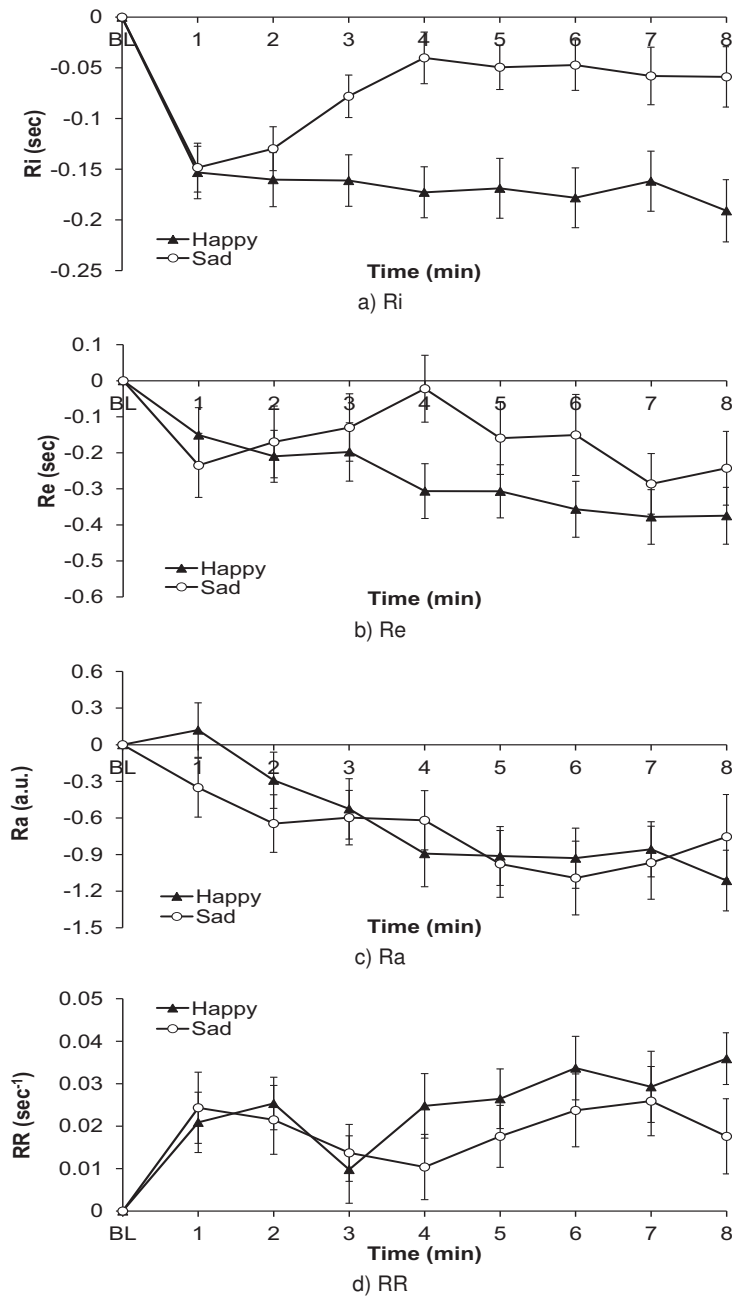 0
BL 1 2 3 4 5 6 7 8
-0.05
-0.1
-0.15
-0.2
-0.25
Ri (sec)
Happy
Sad
Time (min)
a) Ri
0.1
0
BL 1 2 3 4 5 6 7 8
-0.1
-0.2
-0.3
-0.4
-0.5
-0.6
Re (sec)
Happy
Sad
Time (min)
b) Re
0.6
0.3
0
BL 1 2 3 4 5 6 7 8
-0.3
-0.6
-0.9
-1.2
-1.5
Ra (a.u.)
Happy
Sad
Time (min)
c) Ra
0.05
0.04
0.03
0.02
0.01
0
RR (sec⁻¹)
Happy
Sad
BL 1 2 3 4 5 6 7 8
Time (min)
d) RR